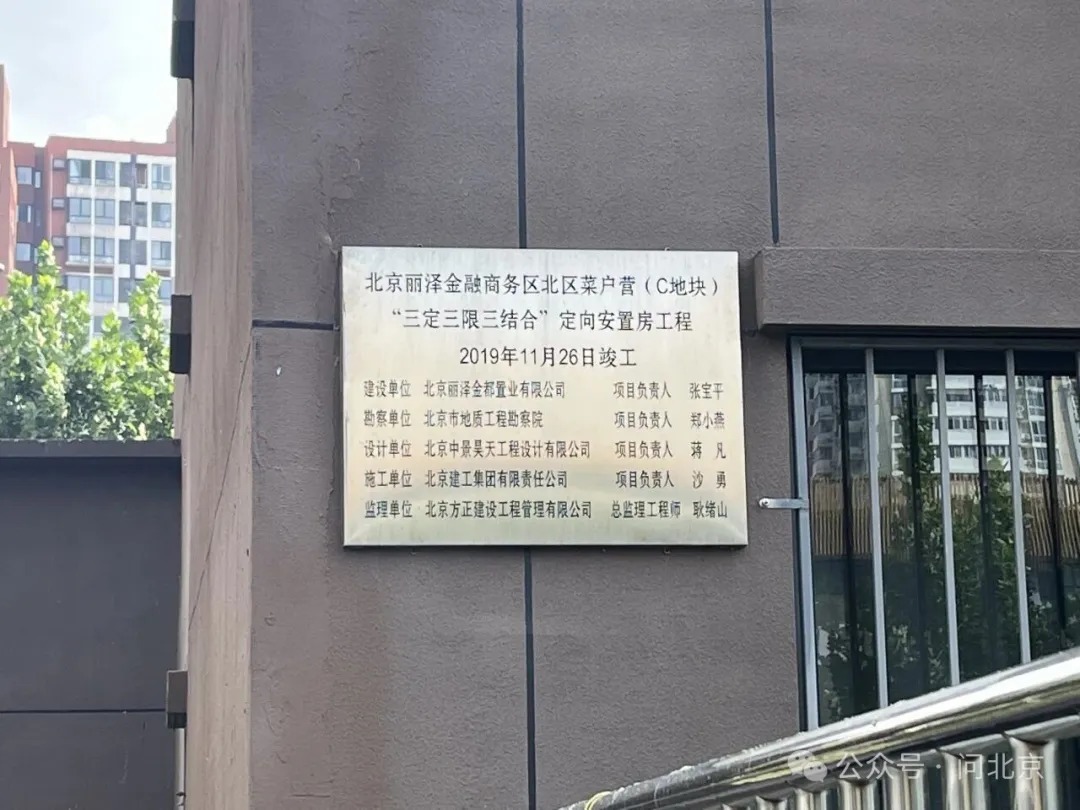 北京丽泽金融商务区北区菜户营（C地块）
“三定三限三结合”定向安置房工程
2019年11月26日竣工
建设单位 北京丽泽金都置业有限公司 项目负责人 张宝平
勘察单位 北京市地质工程勘察院 项目负责人 郑小燕
设计单位 北京中景昊天工程设计有限公司 项目负责人 蒋凡
施工单位 北京建工集团有限责任公司 项目负责人 沙勇
监理单位 北京方正建设工程管理有限公司 总监理工程师 耿绪山
公众号·问北京